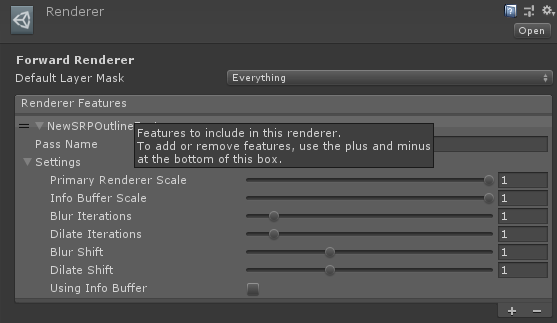 Renderer
Open
Forward Renderer
Default Layer Mask Everything
Renderer Features
NewSRPOutline
Features to include in this renderer.
To add or remove features, use the plus and minus
at the bottom of this box.
Pass Name
Settings
Primary Renderer Scale 1
Info Buffer Scale 1
Blur Iterations 1
Dilate Iterations 1
Blur Shift 1
Dilate Shift 1
Using Info Buffer